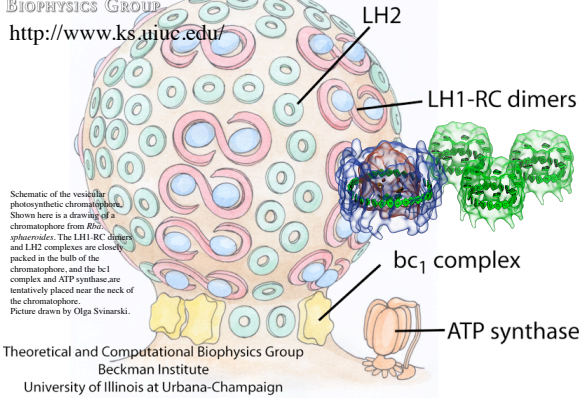 BIOPHYSICS GROUP
http://www.ks.uiuc.edu/
LH2
LH1-RC dimers
Schematic of the vesicular
photosynthetic chromatophore.
Shown here is a drawing of a
chromatophore from Rba.
sphaeroides. The LH1-RC dimers
and LH2 complexes are closely
packed in the bulb of the
chromatophore, and the bc1
complex and ATP synthase,are
tentatively placed near the neck of
the chromatophore.
Picture drawn by Olga Svinarski.
bc₁ complex
ATP synthase
Theoretical and Computational Biophysics Group
Beckman Institute
University of Illinois at Urbana-Champaign